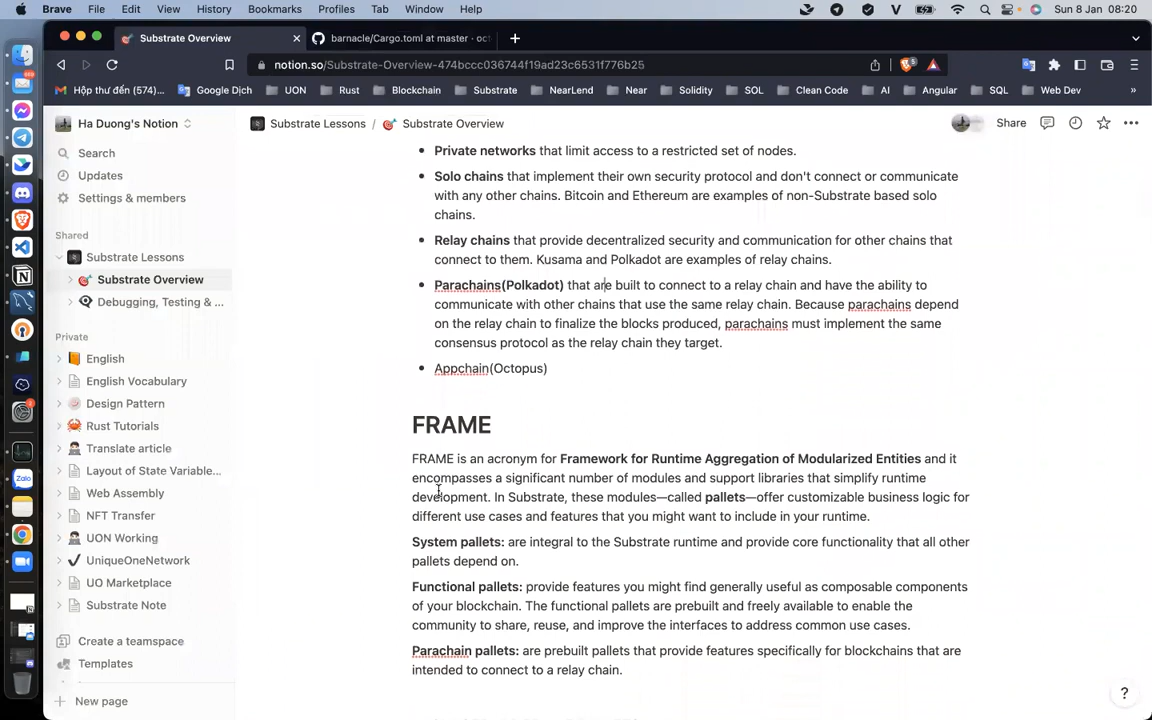 Brave File Edit View History Bookmarks Profiles Tab Window Help Sun 8 Jan 08:20
Substrate Overview barnacle/Cargo.toml at master · oct
notion.so/Substrate-Overview-474bccc036744f19ad23c6531f776b25
Hộp thư đến (574)... Google Dịch UON Rust Blockchain Substrate NearLend Near Solidity SOL Clean Code AI Angular SQL Web Dev »
Ha Duong's Notion
Substrate Lessons / Substrate Overview
Share
Search
Updates
Settings & members
Shared
Substrate Lessons
Substrate Overview
Debugging, Testing & ...
Private
English
English Vocabulary
Design Pattern
Rust Tutorials
Translate article
Layout of State Variable...
Web Assembly
NFT Transfer
UON Working
UniqueOneNetwork
UO Marketplace
Substrate Note
Create a teamspace
Templates
New page
Private networks that limit access to a restricted set of nodes.
Solo chains that implement their own security protocol and don't connect or communicate
with any other chains. Bitcoin and Ethereum are examples of non-Substrate based solo
chains.
Relay chains that provide decentralized security and communication for other chains that
connect to them. Kusama and Polkadot are examples of relay chains.
Parachains(Polkadot) that are built to connect to a relay chain and have the ability to
communicate with other chains that use the same relay chain. Because parachains depend
on the relay chain to finalize the blocks produced, parachains must implement the same
consensus protocol as the relay chain they target.
Appchain(Octopus)
FRAME
FRAME is an acronym for Framework for Runtime Aggregation of Modularized Entities and it
encompasses a significant number of modules and support libraries that simplify runtime
development. In Substrate, these modules—called pallets—offer customizable business logic for
different use cases and features that you might want to include in your runtime.
System pallets: are integral to the Substrate runtime and provide core functionality that all other
pallets depend on.
Functional pallets: provide features you might find generally useful as composable components
of your blockchain. The functional pallets are prebuilt and freely available to enable the
community to share, reuse, and improve the interfaces to address common use cases.
Parachain pallets: are prebuilt pallets that provide features specifically for blockchains that are
intended to connect to a relay chain.
?